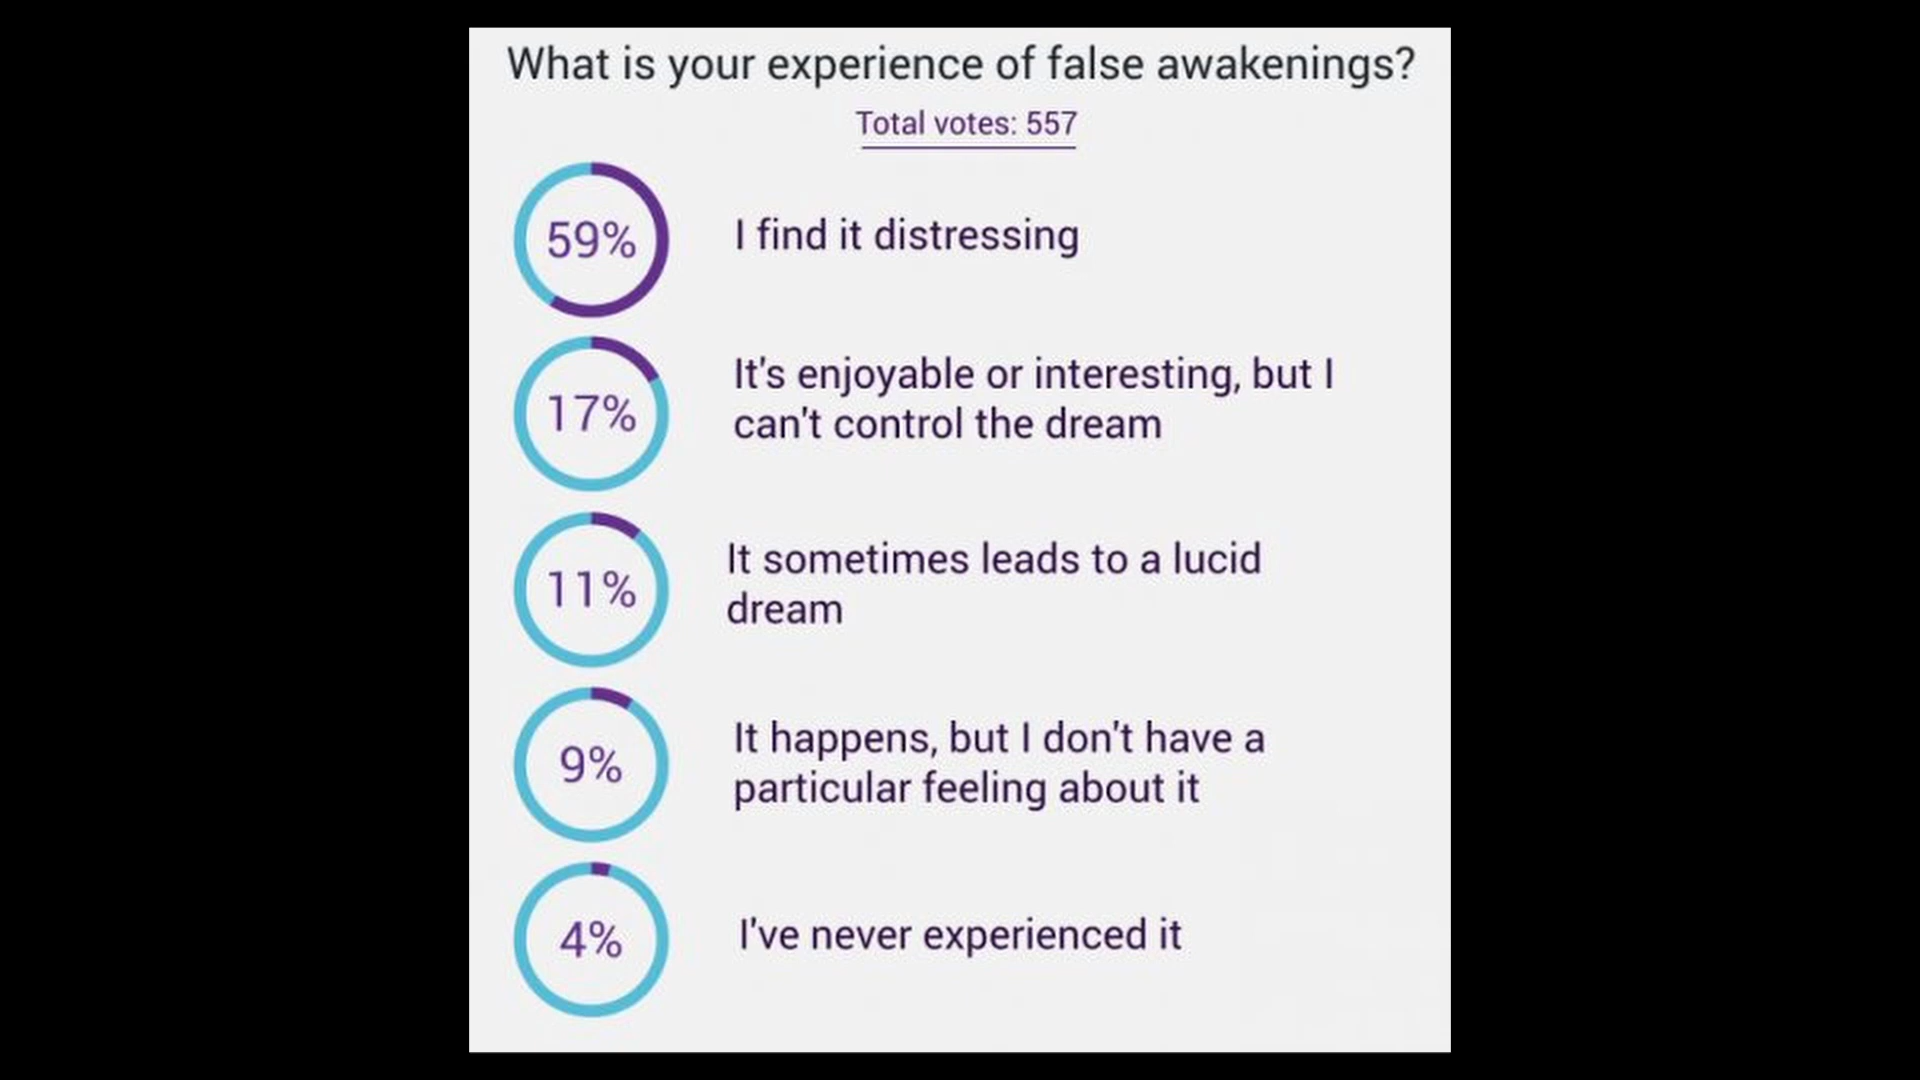 What is your experience of false awakenings?
Total votes: 557
59%
I find it distressing
17%
It's enjoyable or interesting, but I
can't control the dream
11%
It sometimes leads to a lucid
dream
9%
It happens, but I don't have a
particular feeling about it
4%
I've never experienced it